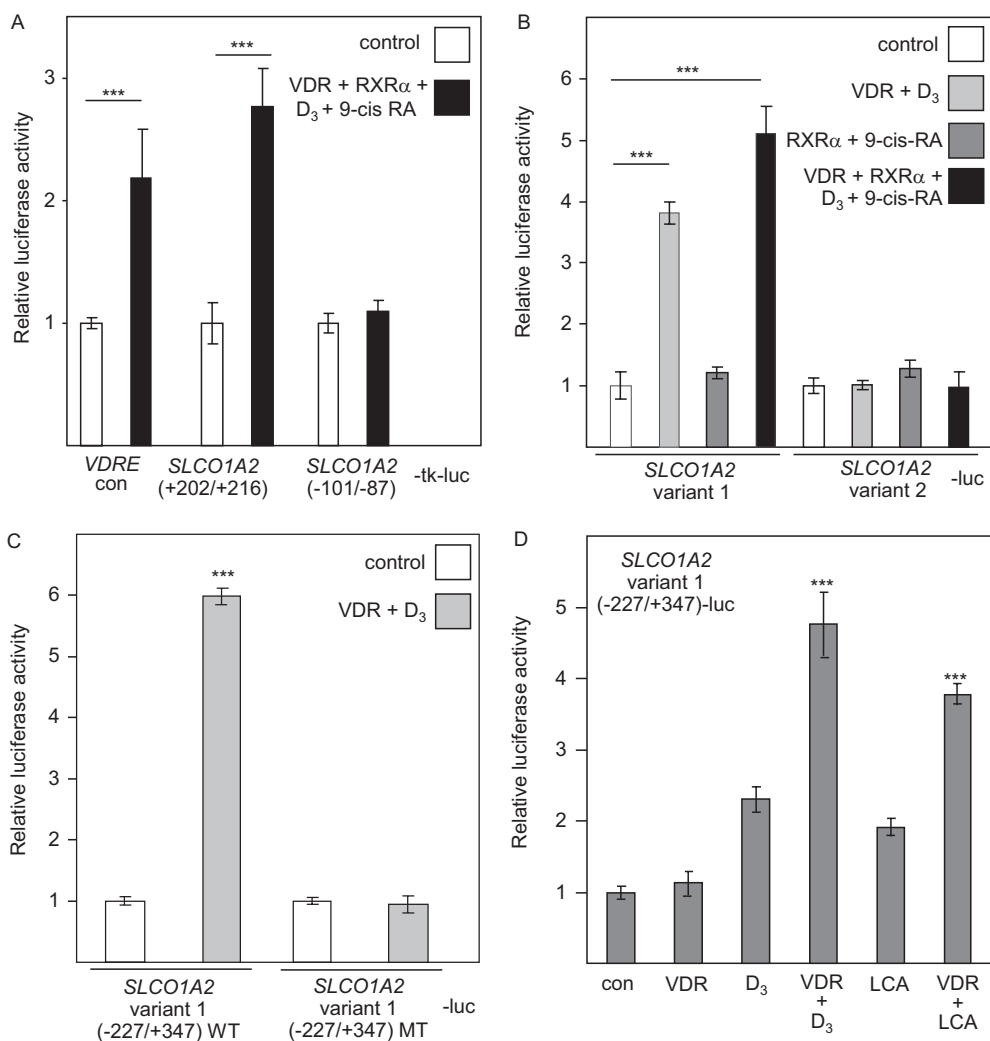 A
control
VDR + RXRα +
D₃ + 9-cis RA
Relative luciferase activity
3
2
1
***
***
VDRE
con
SLCO1A2
(+202/+216)
SLCO1A2
(-101/-87)
-tk-luc
B
control
VDR + D₃
RXRα + 9-cis-RA
VDR + RXRα +
D₃ + 9-cis-RA
Relative luciferase activity
6
5
4
3
2
1
***
***
SLCO1A2
variant 1
SLCO1A2
variant 2
-luc
C
control
VDR + D₃
Relative luciferase activity
6
5
4
3
2
1
***
SLCO1A2
variant 1
(-227/+347) WT
SLCO1A2
variant 1
(-227/+347) MT
-luc
D
SLCO1A2
variant 1
(-227/+347)-luc
Relative luciferase activity
5
4
3
2
1
***
***
con
VDR
D₃
VDR
+
D₃
LCA
VDR
+
LCA